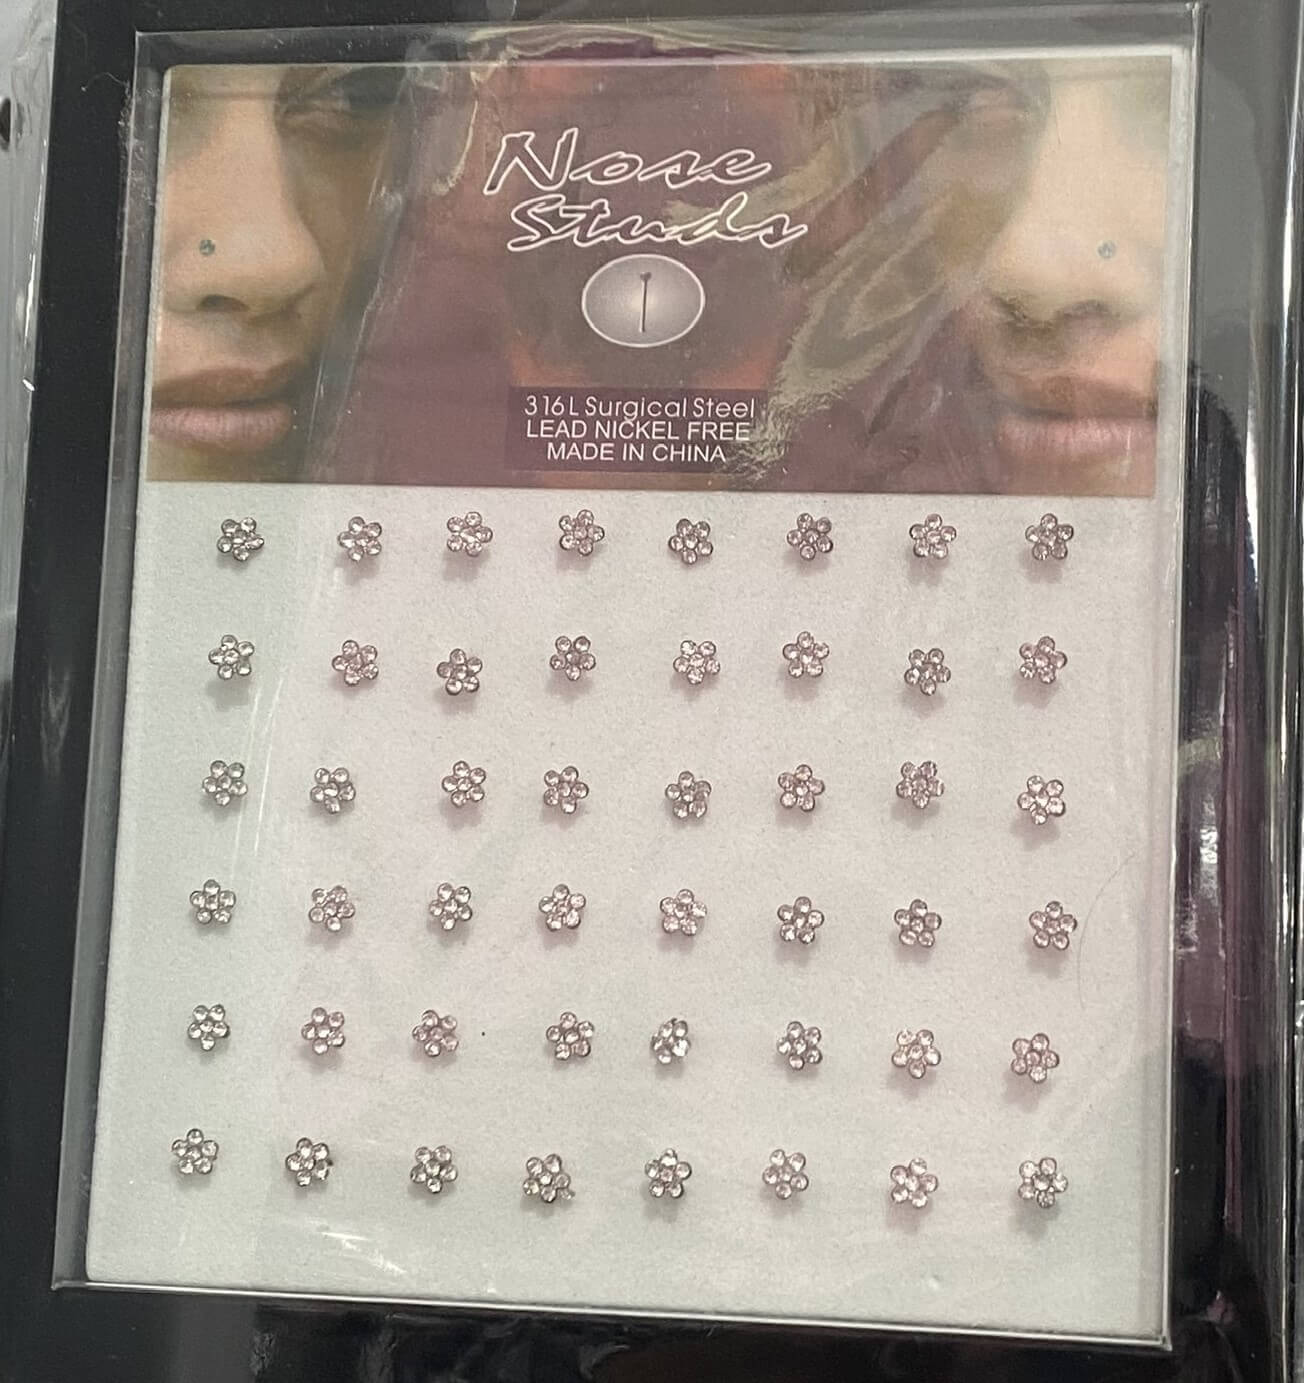 Nose
Studs
316L Surgical Steel
LEAD NICKEL FREE
MADE IN CHINA